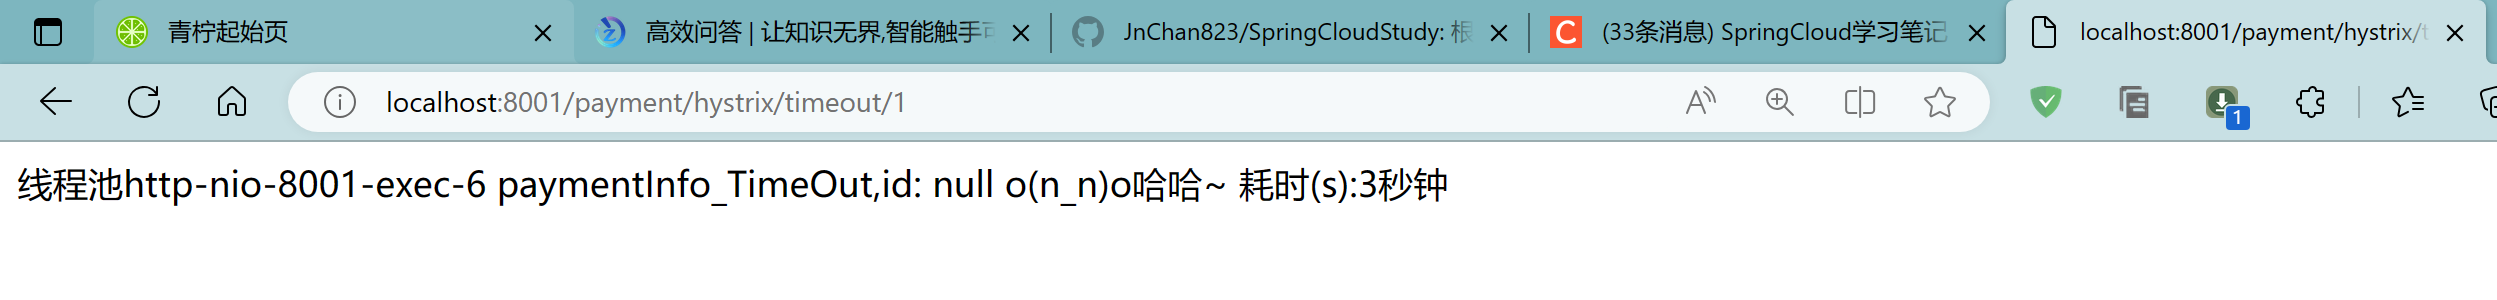 青柠起始页
高效问答 | 让知识无界,智能触手
JnChan823/SpringCloudStudy: 根
(33条消息) SpringCloud学习笔记
localhost:8001/payment/hystrix/t
localhost:8001/payment/hystrix/timeout/1
1
线程池http-nio-8001-exec-6 paymentInfo_TimeOut,id: null o(n_n)o哈哈~ 耗时(s):3秒钟